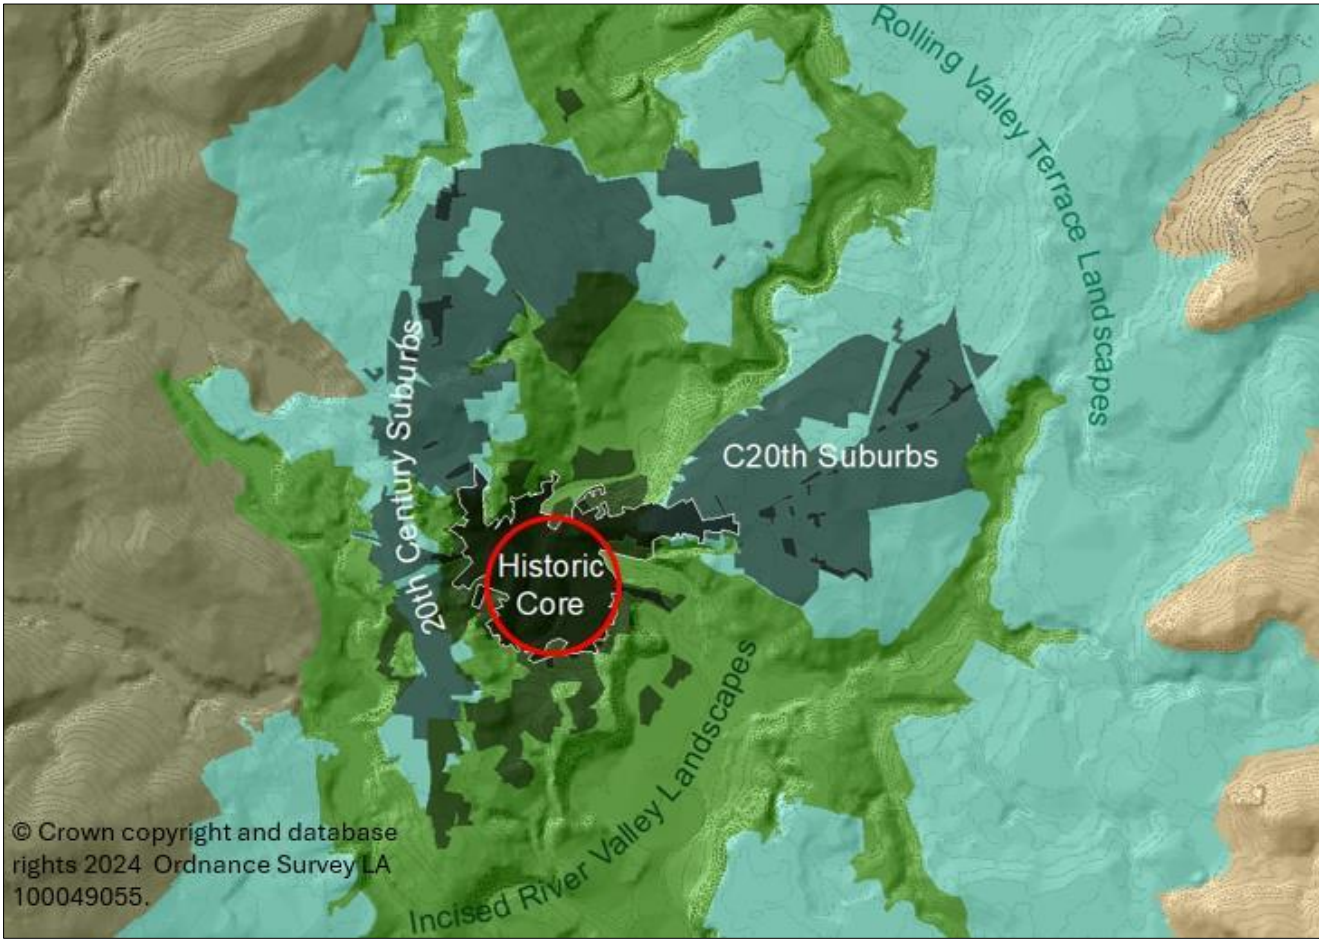 Rolling Valley Terrace Landscapes
20th Century Suburbs
C20th Suburbs
Historic
Core
Incised River Valley Landscapes
© Crown copyright and database
rights 2024 Ordnance Survey LA
100049055.